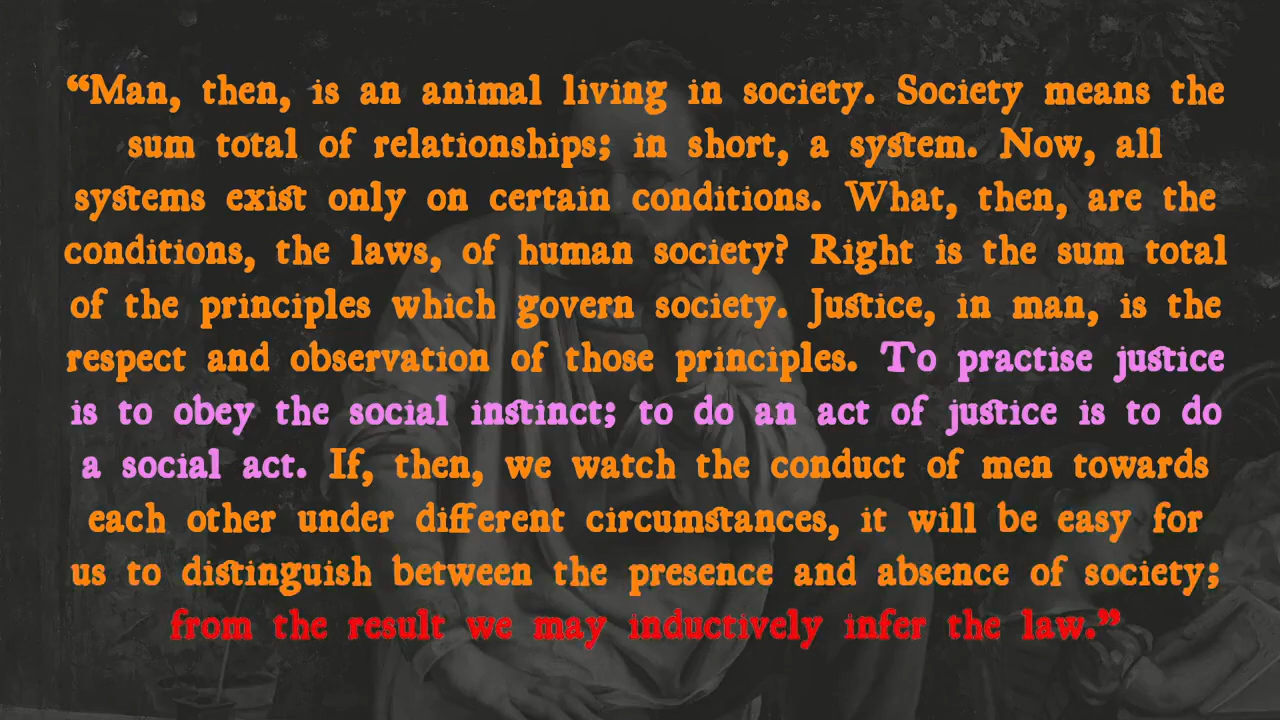 “Man, then, is an animal living in society. Society means the
sum total of relationships; in short, a system. Now, all
systems exist only on certain conditions. What, then, are the
conditions, the laws, of human society? Right is the sum total
of the principles which govern society. Justice, in man, is the
respect and observation of those principles. To practise justice
is to obey the social instinct; to do an act of justice is to do
a social act. If, then, we watch the conduct of men towards
each other under different circumstances, it will be easy for
us to distinguish between the presence and absence of society;
from the result we may inductively infer the law.”